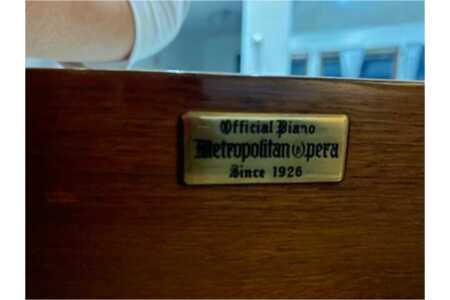 Official Piano
Metropolitan Opera
Since 1926